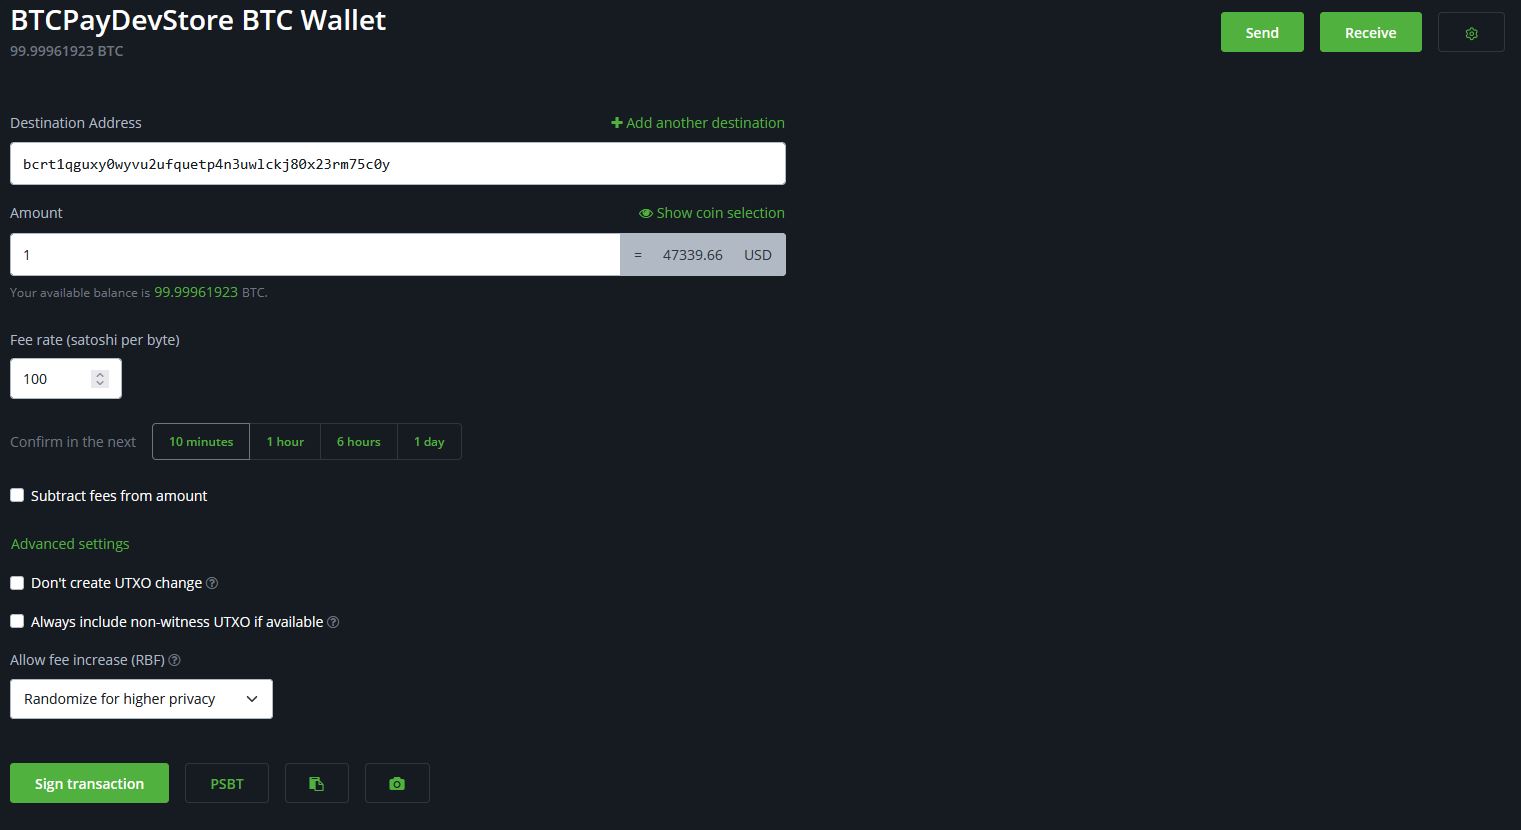 BTCPayDevStore BTC Wallet
99.99961923 BTC
Send Receive
Destination Address Add another destination
bcrt1qguxy0wyvu2ufquetp4n3uwlckj80x23rm75c0y
Amount Show coin selection
1 = 47339.66 USD
Your available balance is 99.99961923 BTC.
Fee rate (satoshi per byte)
100
Confirm in the next 10 minutes 1 hour 6 hours 1 day
Subtract fees from amount
Advanced settings
Don't create UTXO change
Always include non-witness UTXO if available
Allow fee increase (RBF)
Randomize for higher privacy
Sign transaction PSBT